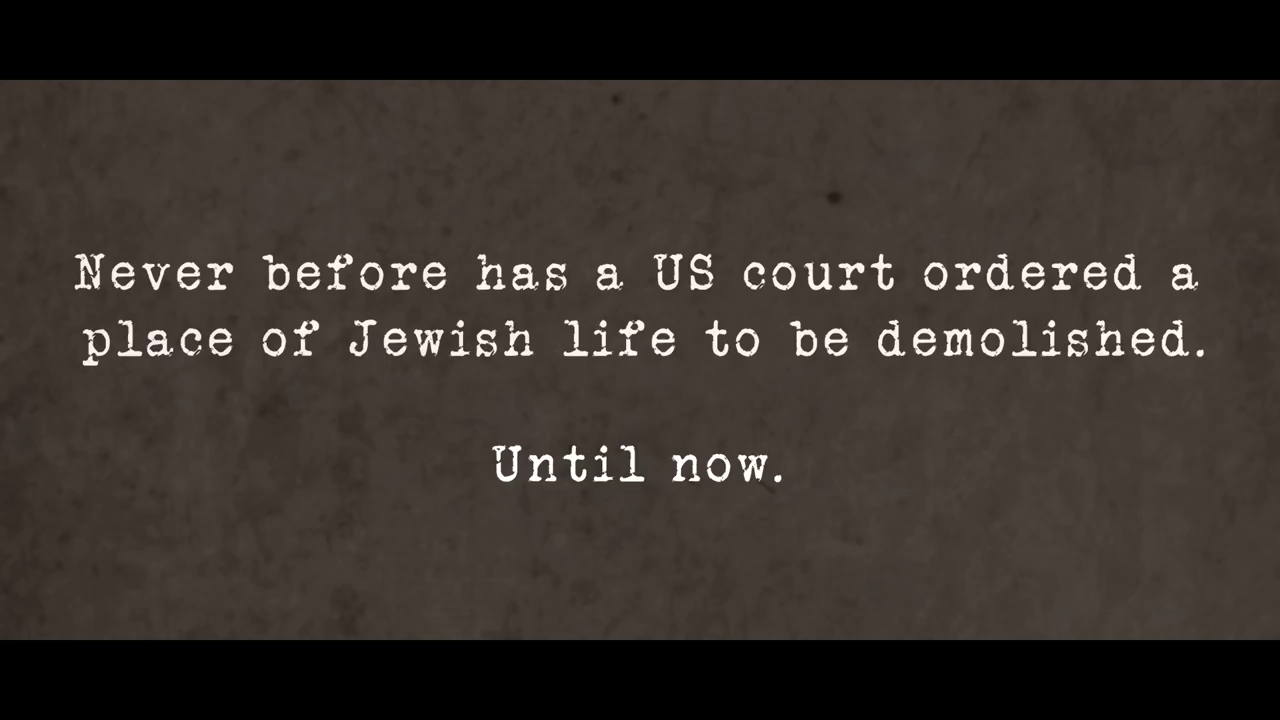 Never before has a US court ordered a
place of Jewish life to be demolished.
Until now.